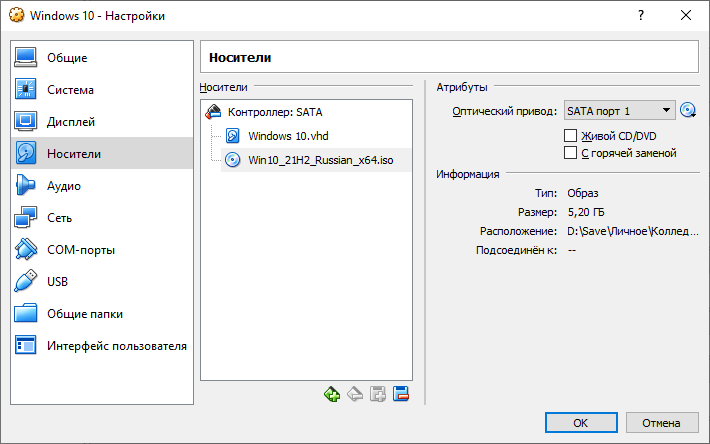 Windows 10 - Настройки
?
Общие
Система
Дисплей
Носители
Аудио
Сеть
COM-порты
USB
Общие папки
Интерфейс пользователя
Носители
Носители
Контроллер: SATA
Windows 10.vhd
Win10_21H2_Russian_x64.iso
Атрибуты
Оптический привод: SATA порт 1
Живой CD/DVD
С горячей заменой
Информация
Тип: Образ
Размер: 5,20 ГБ
Расположение: D:\Save\Личное\Коллед...
Подсоединён к: --
OK
Отмена